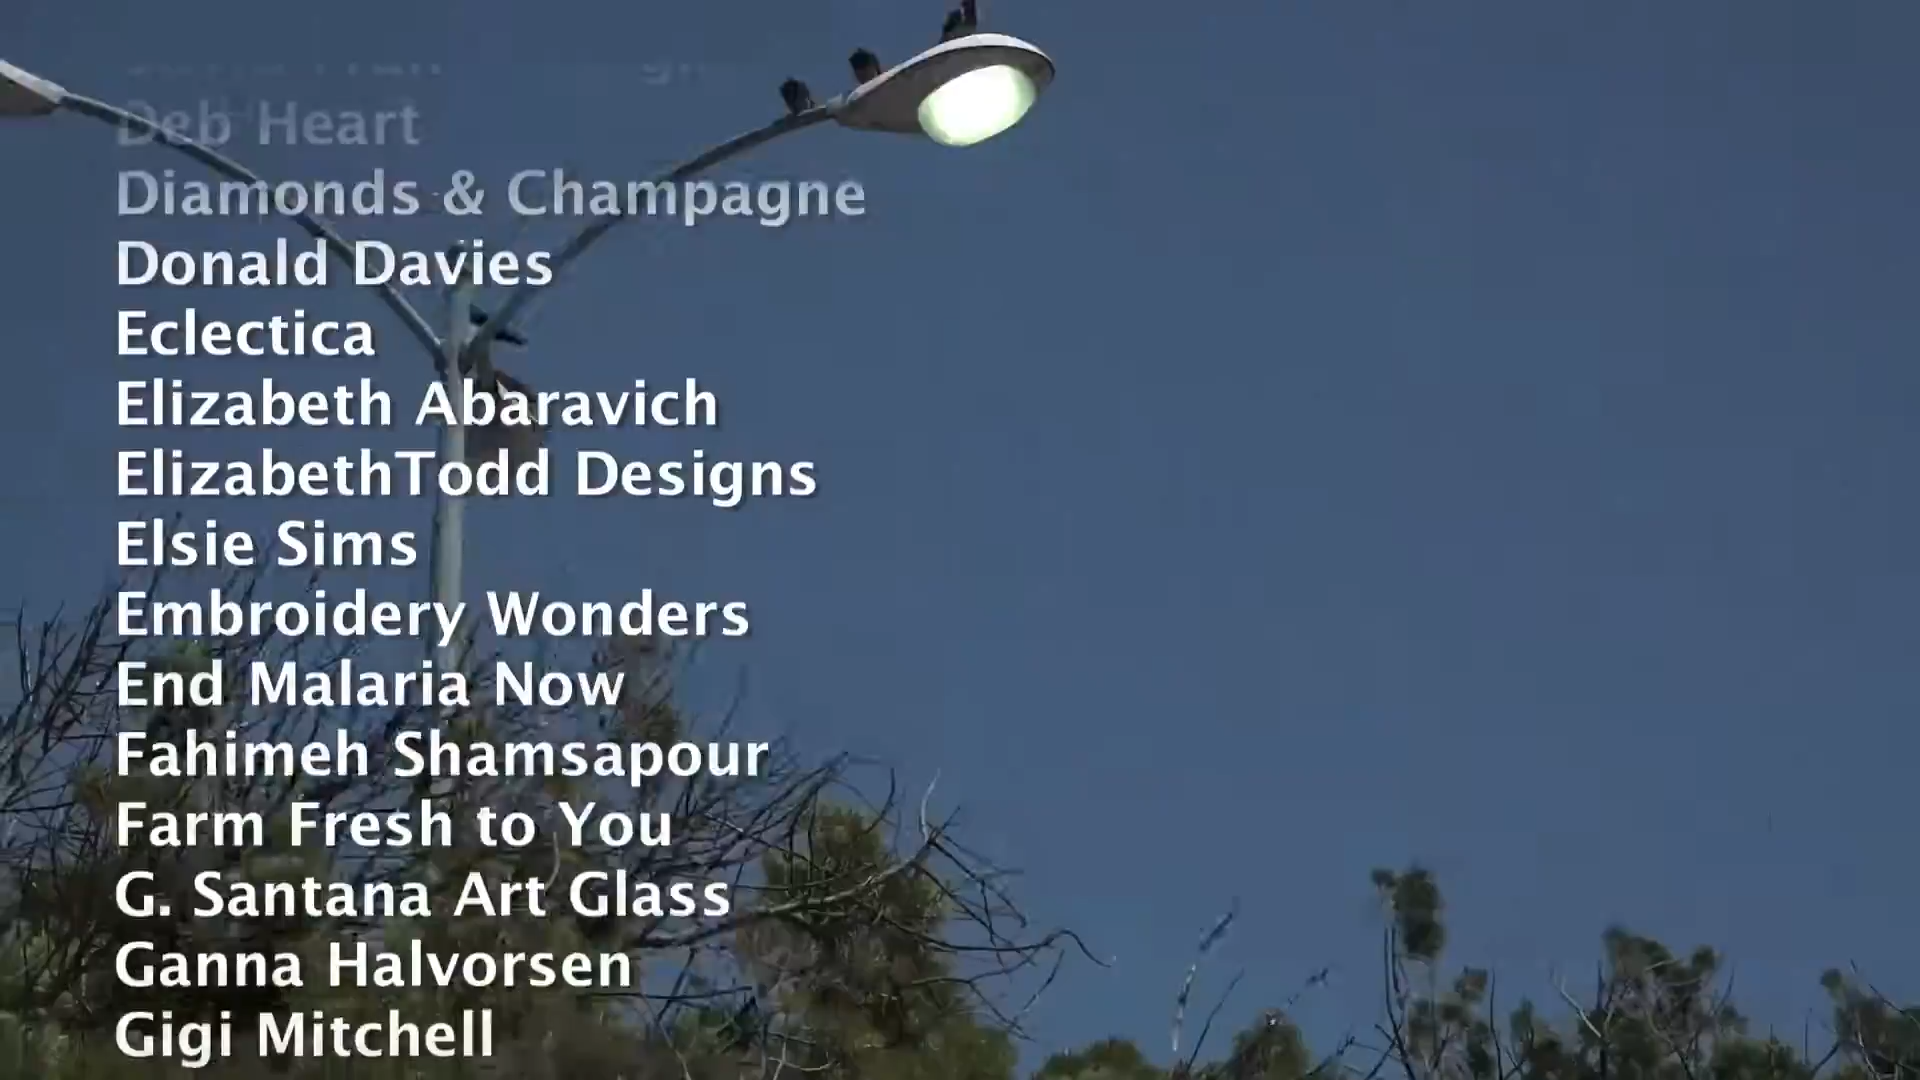 Deb Heart
Diamonds & Champagne
Donald Davies
Eclectica
Elizabeth Abaravich
ElizabethTodd Designs
Elsie Sims
Embroidery Wonders
End Malaria Now
Fahimeh Shamsapour
Farm Fresh to You
G. Santana Art Glass
Ganna Halvorsen
Gigi Mitchell